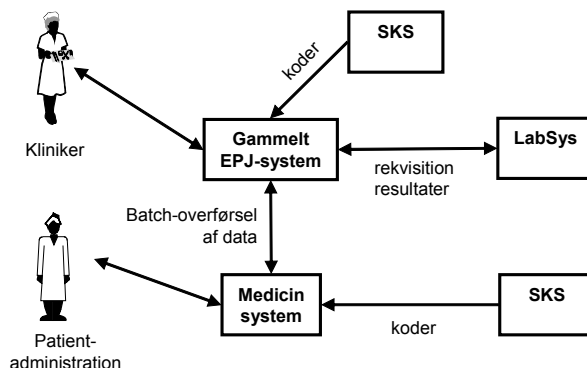 SKS
koder
Kliniker
Gammelt
EPJ-system
LabSys
rekvisition
resultater
Batch-overførsel
af data
Medicin
system
SKS
koder
Patient-
administration